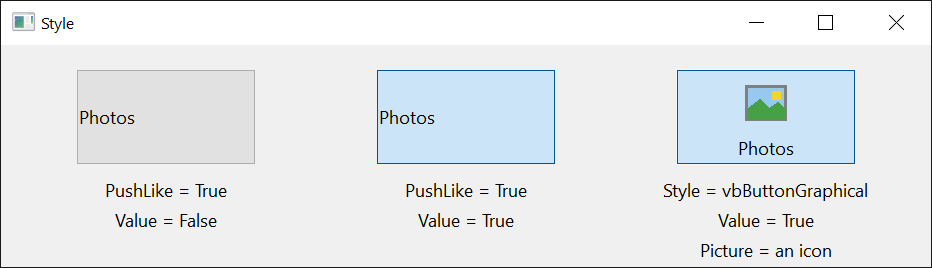 Style
Photos
Photos
Photos
PushLike = True
PushLike = True
Style = vbButtonGraphical
Value = False
Value = True
Value = True
Picture = an icon